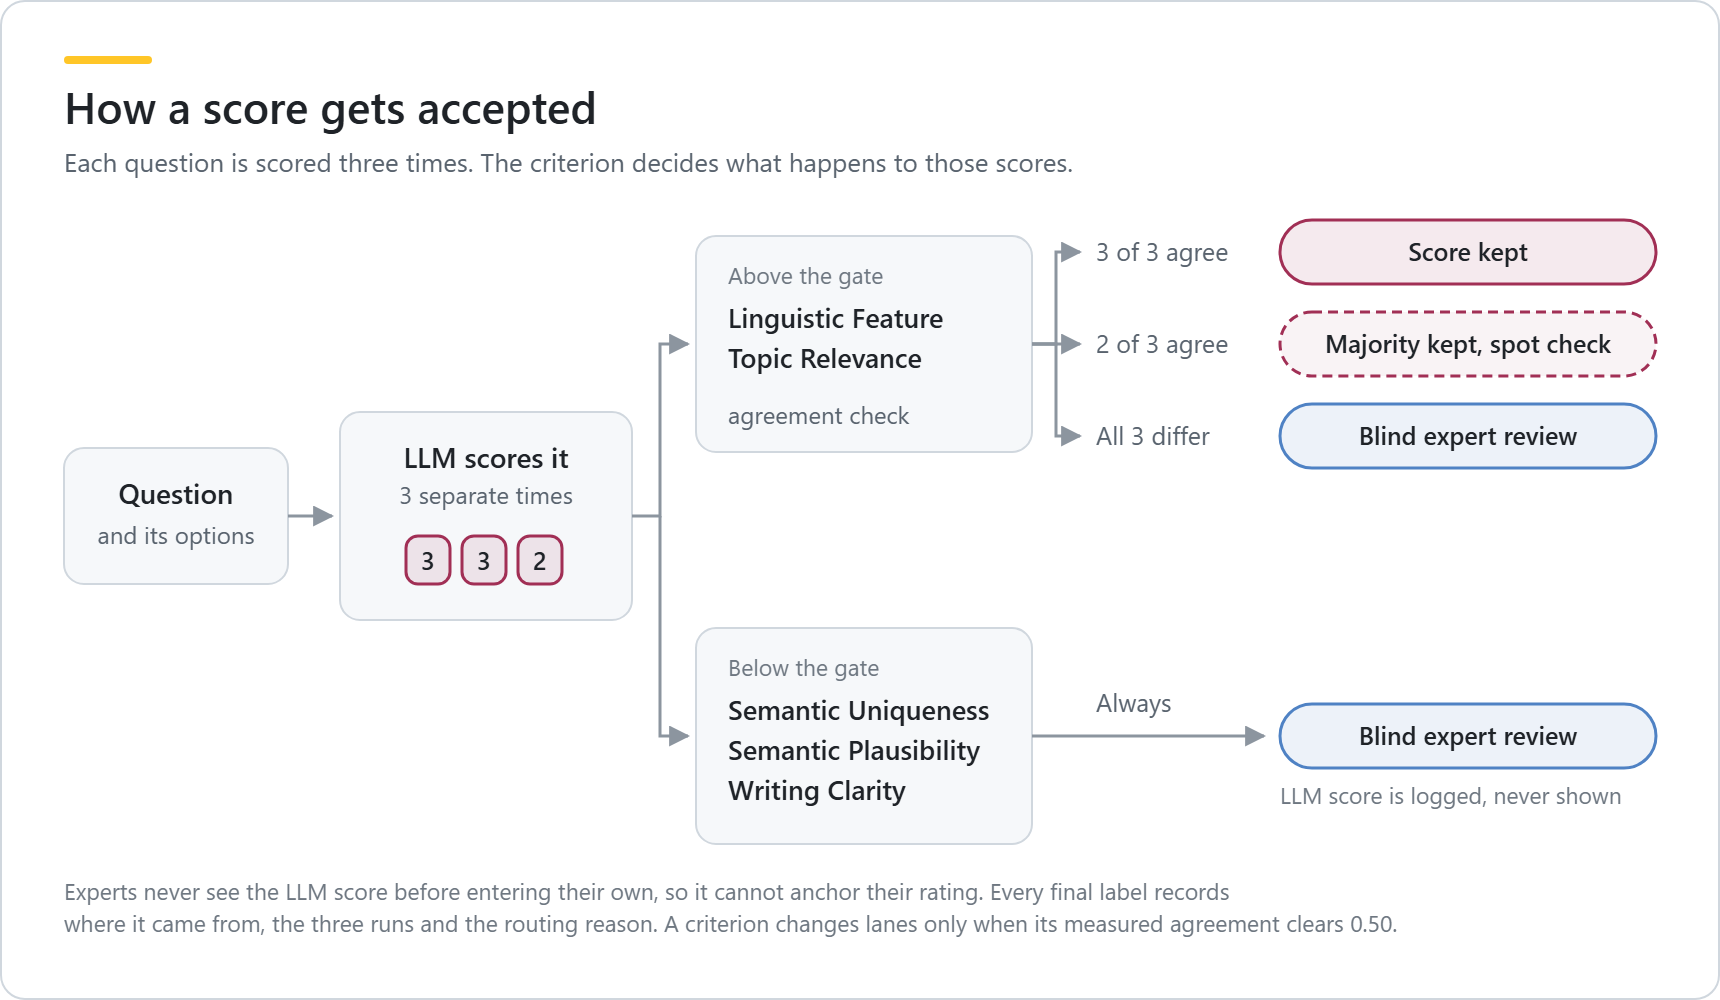 How a score gets accepted
Each question is scored three times. The criterion decides what happens to those scores.
Question
and its options
LLM scores it
3 separate times
3 3 2
Above the gate
Linguistic Feature
Topic Relevance
agreement check
3 of 3 agree
Score kept
2 of 3 agree
Majority kept, spot check
All 3 differ
Blind expert review
Below the gate
Semantic Uniqueness
Semantic Plausibility
Writing Clarity
Always
Blind expert review
LLM score is logged, never shown
Experts never see the LLM score before entering their own, so it cannot anchor their rating. Every final label records
where it came from, the three runs and the routing reason. A criterion changes lanes only when its measured agreement clears 0.50.